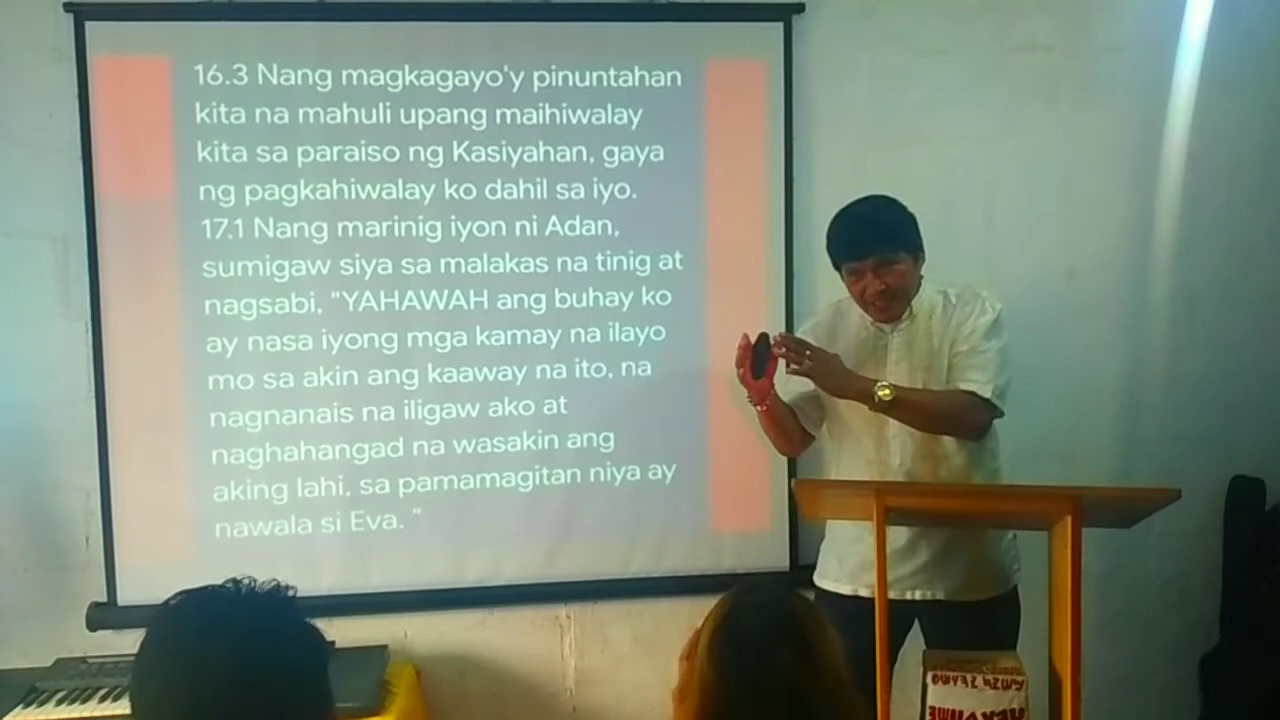 16.3 Nang magkagayo'y pinuntahan
kita na mahuli upang maihiwalay
kita sa paraiso ng Kasiyahan, gaya
ng pagkahiwalay ko dahil sa iyo.
17.1 Nang marinig iyon ni Adan,
sumigaw siya sa malakas na tinig at
nagsabi, "YAHAWAH ang buhay ko
ay nasa iyong mga kamay na ilayo
mo sa akin ang kaaway na ito, na
nagnanais na iligaw ako at
naghahangad na wasakin ang
aking lahi, sa pamamagitan niya ay
nawala si Eva. "